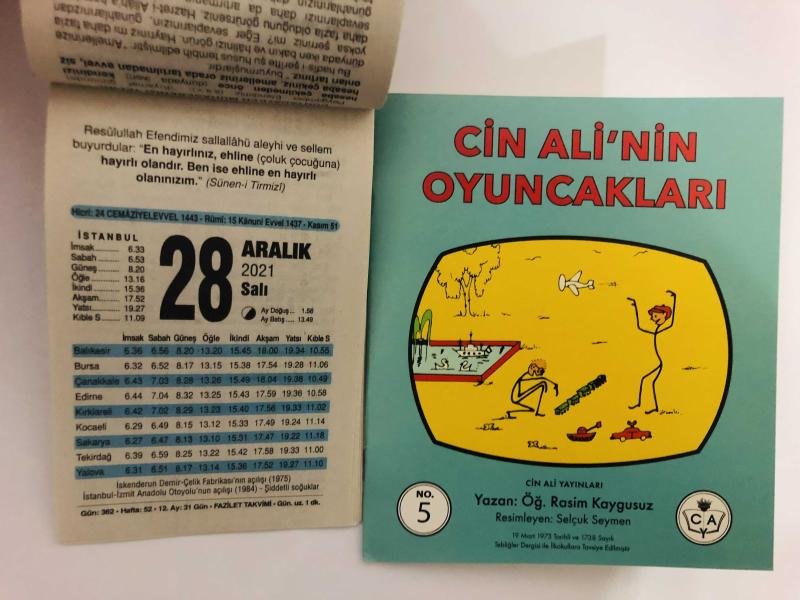 Bu hadîs-i şerîfte şu husus tembih edilmiştir: "Amellerinize
Resûlullah Efendimiz sallallâhü aleyhi ve sellem
buyurdular: "En hayırlınız, ehline (çoluk çocuğuna)
hayırlı olandır. Ben ise ehline en hayırlı
olanınızım." (Sünen-i Tirmizî)
Hicrî: 24 CEMÂZİYELEVVEL 1443 - Rûmî: 15 Kânuni Evvel 1437 - Kasım 51
İSTANBUL
İmsak ........ 6.33
Sabah ....... 6.53
Güneş ....... 8.20
Öğle ......... 13.16
İkindi ....... 15.36
Akşam ...... 17.52
Yatsı ........ 19.27
Kıble S ..... 11.09
28
ARALIK
2021
Salı
Ay Doğuş ... 1.58
Ay Batış .... 13.49
İmsak Sabah Güneş Öğle İkindi Akşam Yatsı Kıble S
Balıkesir 6.36 6.56 8.20 13.20 15.45 18.00 19.34 10.55
Bursa 6.32 6.52 8.17 13.15 15.38 17.54 19.28 11.06
Çanakkale 6.43 7.03 8.28 13.26 15.49 18.04 19.38 10.49
Edirne 6.44 7.04 8.32 13.25 15.43 17.59 19.36 10.58
Kırklareli 6.42 7.02 8.29 13.23 15.40 17.56 19.33 11.02
Kocaeli 6.29 6.49 8.15 13.12 15.33 17.49 19.24 11.14
Sakarya 6.27 6.47 8.13 13.10 15.31 17.47 19.22 11.18
Tekirdağ 6.39 6.59 8.25 13.22 15.42 17.58 19.33 11.00
Yalova 6.31 6.51 8.17 13.14 15.36 17.52 19.27 11.10
İskenderun Demir-Çelik Fabrikası'nın açılışı (1975)
İstanbul-İzmit Anadolu Otoyolu'nun açılışı (1984) - Şiddetli soğuklar
Gün: 362 - Hafta: 52 - 12. Ay: 31 Gün - FAZİLET TAKVİMİ - Gün. uz. 1 dk.
CİN ALİ'NİN
OYUNCAKLARI
CİN ALİ YAYINLARI
NO.
5
Yazan: Öğ. Rasim Kaygusuz
Resimleyen: Selçuk Seymen
19 Mart 1973 Tarihli ve 1738 Sayılı
Tebliğler Dergisi ile İlkokullara Tavsiye Edilmiştir
C A
Y